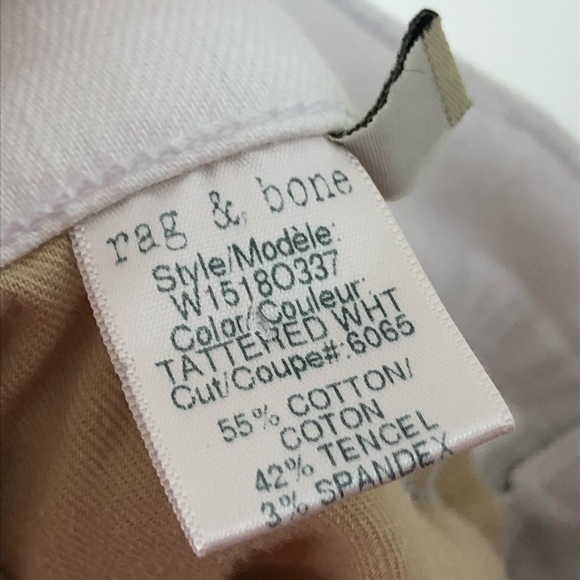 rag & bone
Style/Modèle:
W1518O337
Color/Couleur:
TATTERED WHT
Cut/Coupe#:6065
55% COTTON/
COTON
42% TENCEL
3% SPANDEX